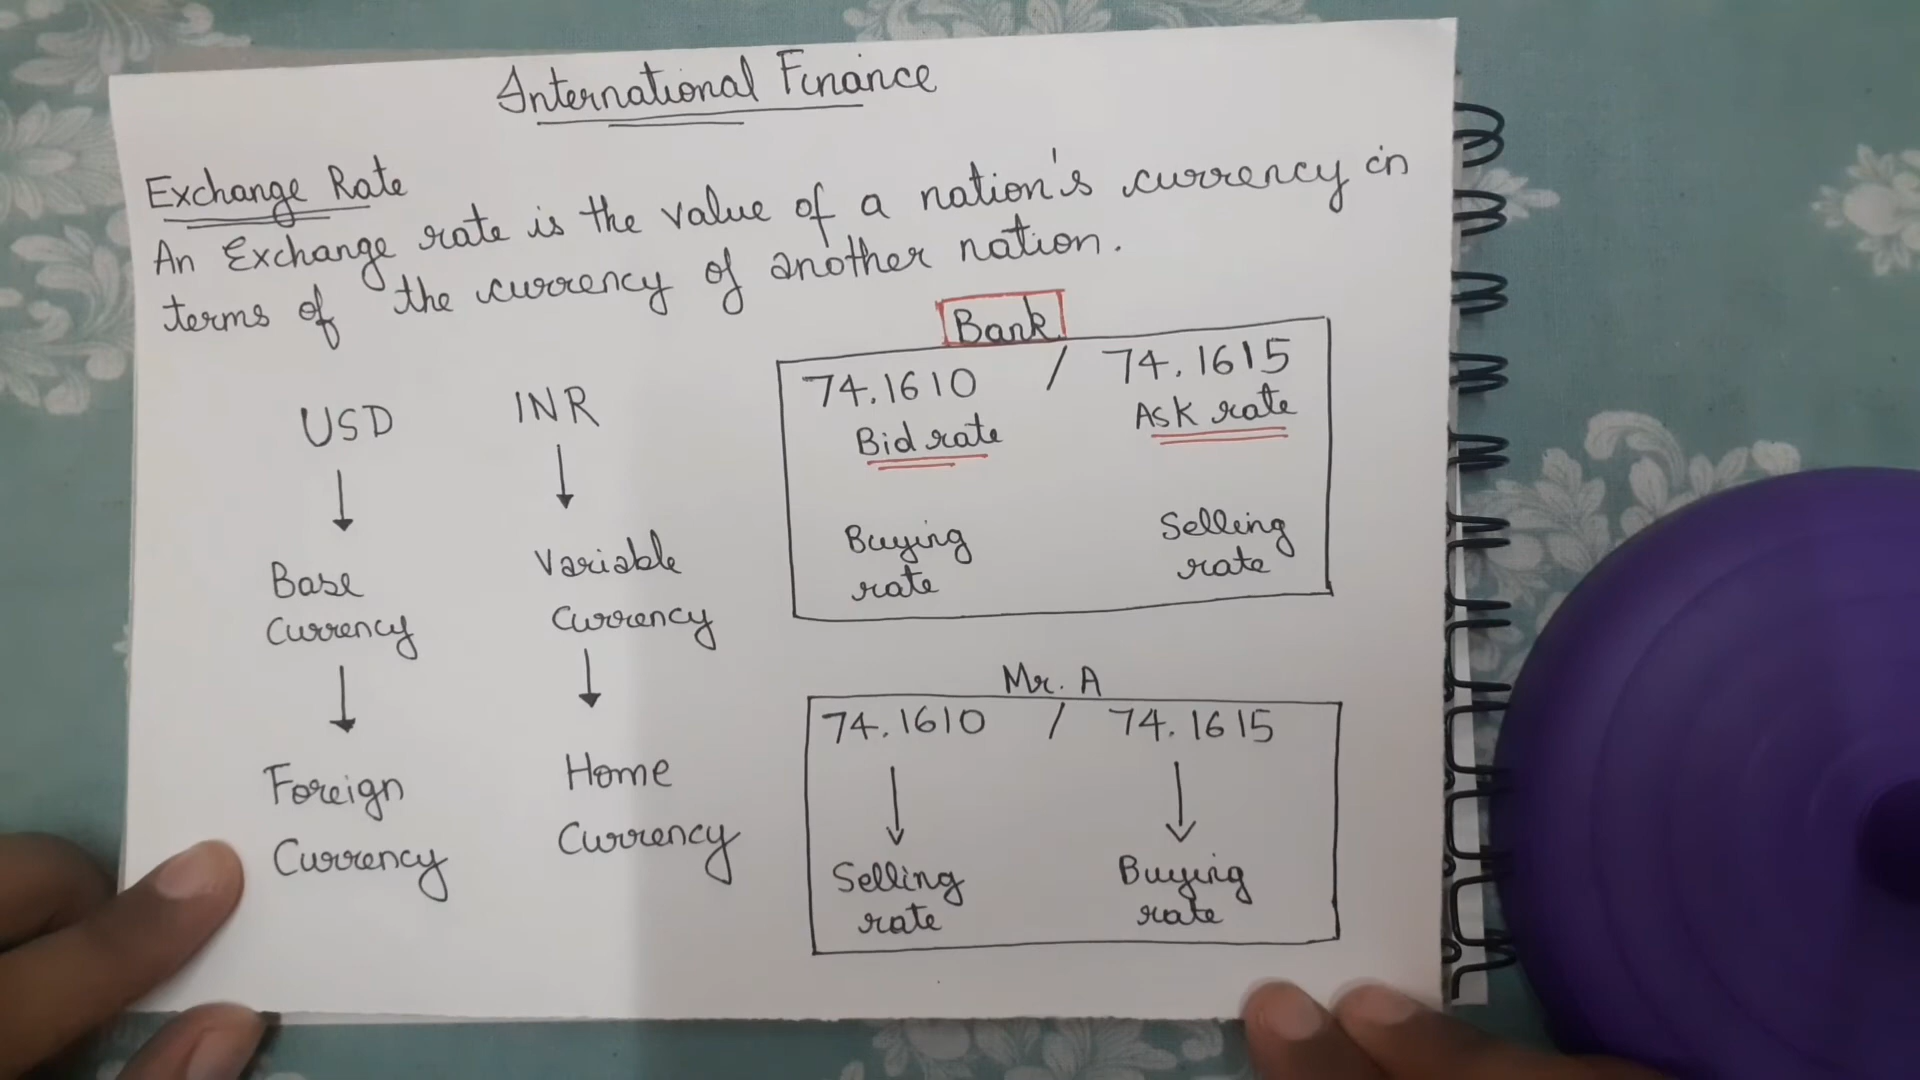 International Finance
Exchange Rate
An Exchange rate is the value of a nation's currency in
terms of the currency of another nation.
USD INR
Base Currency
Variable Currency
Foreign Currency
Home Currency
Bank
74.1610 / 74.1615
Bid rate Ask rate
Buying rate
Selling rate
Mr. A
74.1610 / 74.1615
Selling rate
Buying rate